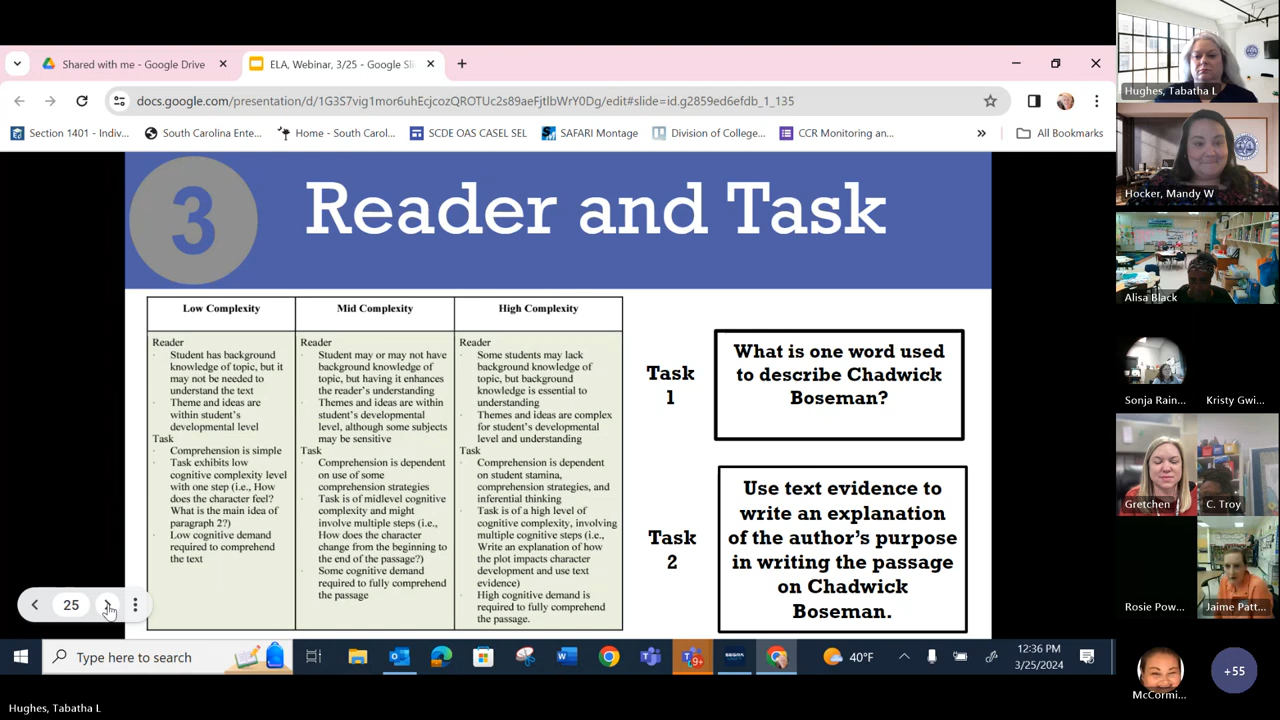 Shared with me - Google Drive
ELA, Webinar, 3/25 - Google Sli
docs.google.com/presentation/d/1G3S7vig1mor6uhEcjcozQROTUc2s89aeFjtlbWrY0Dg/edit#slide=id.g2859ed6efdb_1_135
Section 1401 - Indiv...
South Carolina Ente...
Home - South Carol...
SCDE OAS CASEL SEL
SAFARI Montage
Division of College...
CCR Monitoring an...
»
All Bookmarks
3
Reader and Task
Low Complexity
Reader
· Student has background
knowledge of topic, but it
may not be needed to
understand the text
· Theme and ideas are
within student's
developmental level
Task
· Comprehension is simple
· Task exhibits low
cognitive complexity level
with one step (i.e., How
does the character feel?
What is the main idea of
paragraph 2?)
· Low cognitive demand
required to comprehend
the text
Mid Complexity
Reader
· Student may or may not have
background knowledge of
topic, but having it enhances
the reader's understanding
· Themes and ideas are within
student's developmental
level, although some subjects
may be sensitive
Task
· Comprehension is dependent
on use of some
comprehension strategies
· Task is of midlevel cognitive
complexity and might
involve multiple steps (i.e.,
How does the character
change from the beginning to
the end of the passage?)
· Some cognitive demand
required to fully comprehend
the passage
High Complexity
Reader
· Some students may lack
background knowledge of
topic, but background
knowledge is essential to
understanding
· Themes and ideas are complex
for student's developmental
level and understanding
Task
· Comprehension is dependent
on student stamina,
comprehension strategies, and
inferential thinking
· Task is of a high level of
cognitive complexity, involving
multiple cognitive steps (i.e.,
Write an explanation of how
the plot impacts character
development and use text
evidence)
· High cognitive demand is
required to fully comprehend
the passage.
Task
1
What is one word used
to describe Chadwick
Boseman?
Task
2
Use text evidence to
write an explanation
of the author's purpose
in writing the passage
on Chadwick
Boseman.
25
Type here to search
9+
40°F
12:36 PM
3/25/2024
Hughes, Tabatha L
Hughes, Tabatha L
Hocker, Mandy W
Alisa Black
Sonja Rain...
Kristy Gwi...
Gretchen
C. Troy
Rosie Pow...
Jaime Patt...
McCormi...
+55